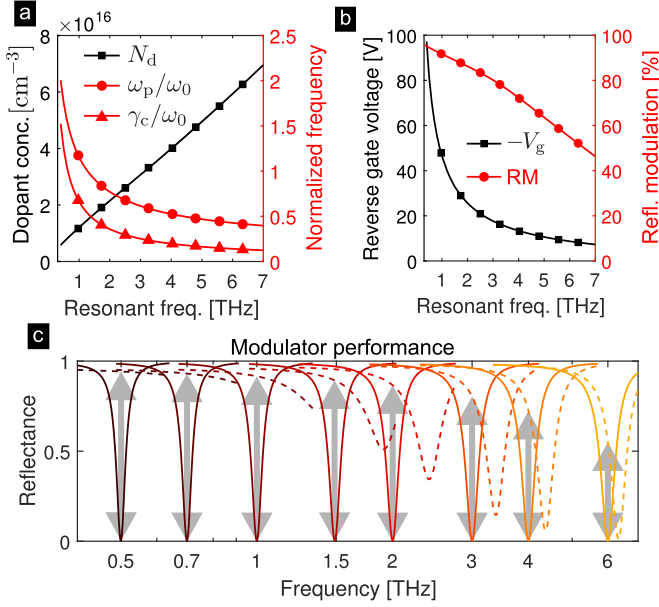 a
× 10^16
Dopant conc. [cm⁻³]
8
6
4
2
0
N_d
ω_p/ω_0
γ_c/ω_0
2.5
2
1.5
1
0.5
0
Normalized frequency
1 2 3 4 5 6 7
Resonant freq. [THz]
b
Reverse gate voltage [V]
100
80
60
40
20
0
−V_g
RM
100
80
60
40
20
0
Refl. modulation [%]
1 2 3 4 5 6 7
Resonant freq. [THz]
c
Modulator performance
Reflectance
1
0.5
0
0.5 0.7 1 1.5 2 3 4 6
Frequency [THz]